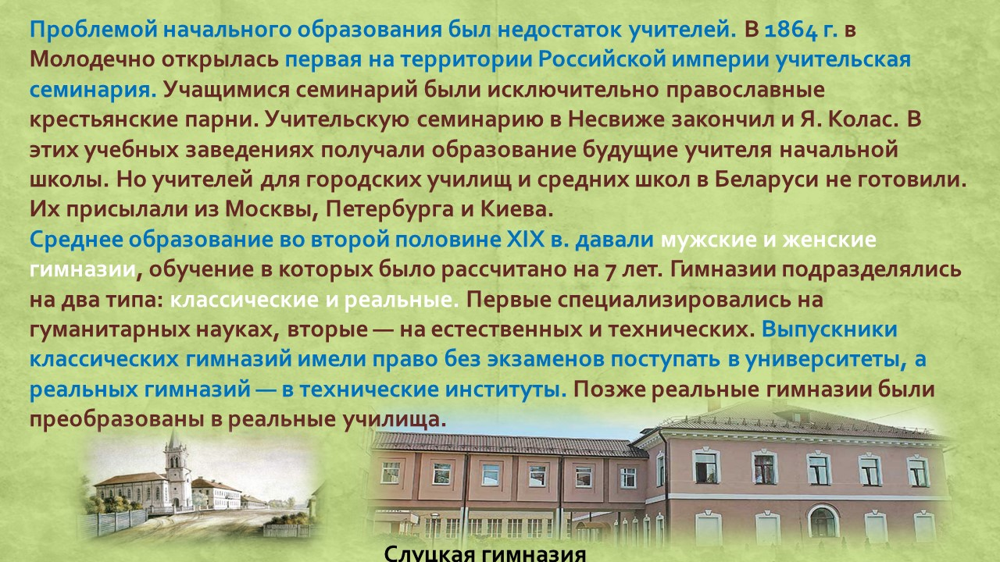 Проблемой начального образования был недостаток учителей. В 1864 г. в
Молодечно открылась первая на территории Российской империи учительская
семинария. Учащимися семинарий были исключительно православные
крестьянские парни. Учительскую семинарию в Несвиже закончил и Я. Колас. В
этих учебных заведениях получали образование будущие учителя начальной
школы. Но учителей для городских училищ и средних школ в Беларуси не готовили.
Их присылали из Москвы, Петербурга и Киева.
Среднее образование во второй половине XIX в. давали мужские и женские
гимназии, обучение в которых было рассчитано на 7 лет. Гимназии подразделялись
на два типа: классические и реальные. Первые специализировались на
гуманитарных науках, вторые — на естественных и технических. Выпускники
классических гимназий имели право без экзаменов поступать в университеты, а
реальных гимназий — в технические институты. Позже реальные гимназии были
преобразованы в реальные училища.
Слуцкая гимназия